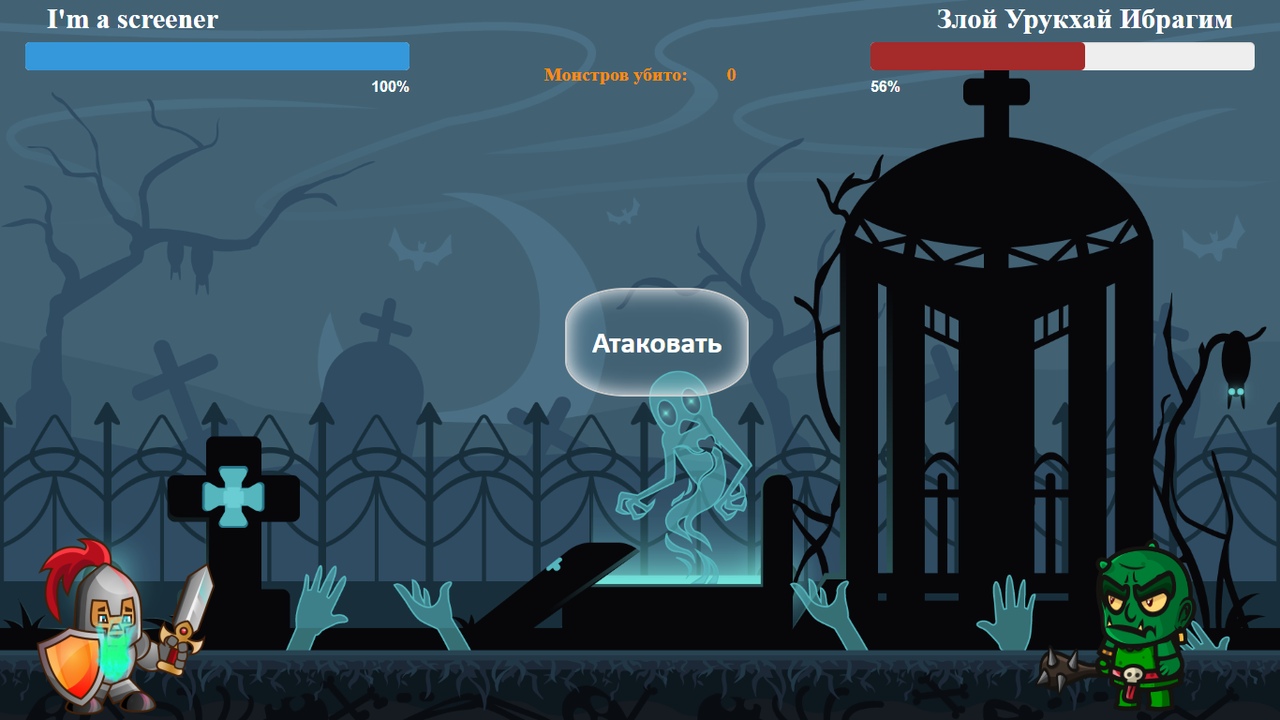 I'm a screener
Злой Урукхай Ибрагим
Монстров убито: 0
100%
56%
Атаковать